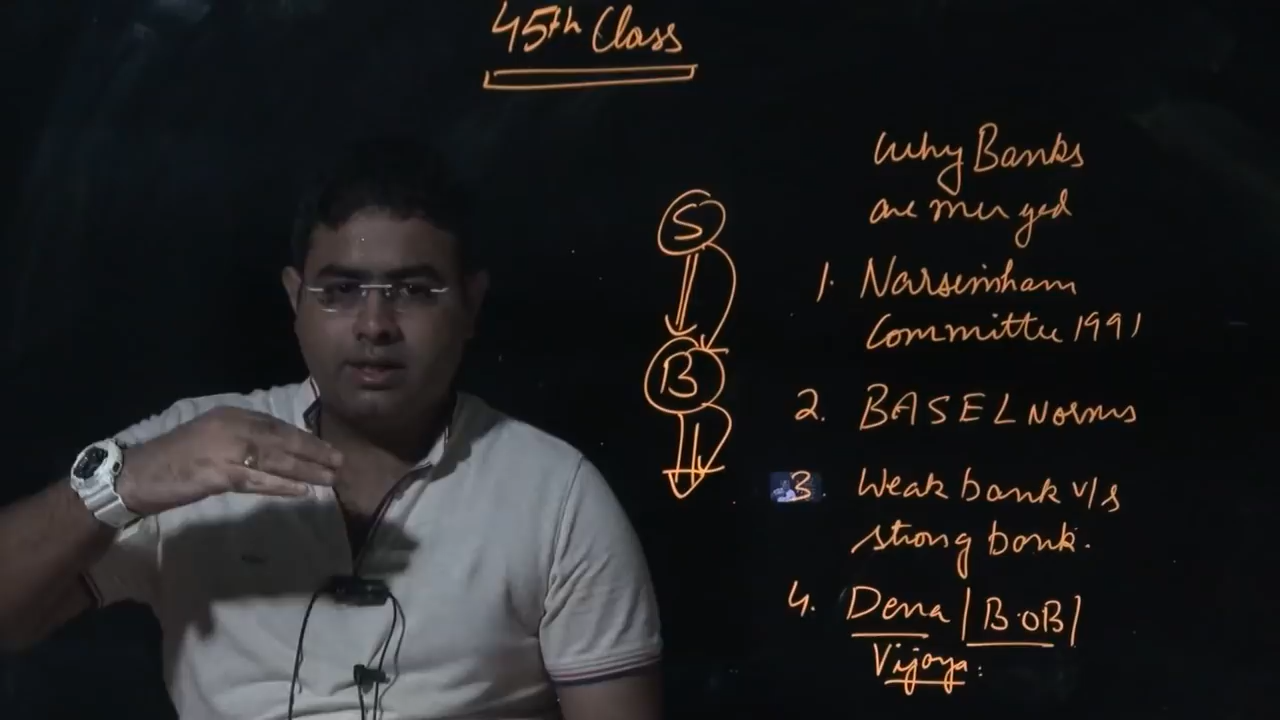 45th Class
S
B
Why Banks
are merged
1. Narsimham
Committee 1991
2. BASEL Norms
3 Weak bank v/s
strong bank.
4. Dena | B.OB |
Vijaya: